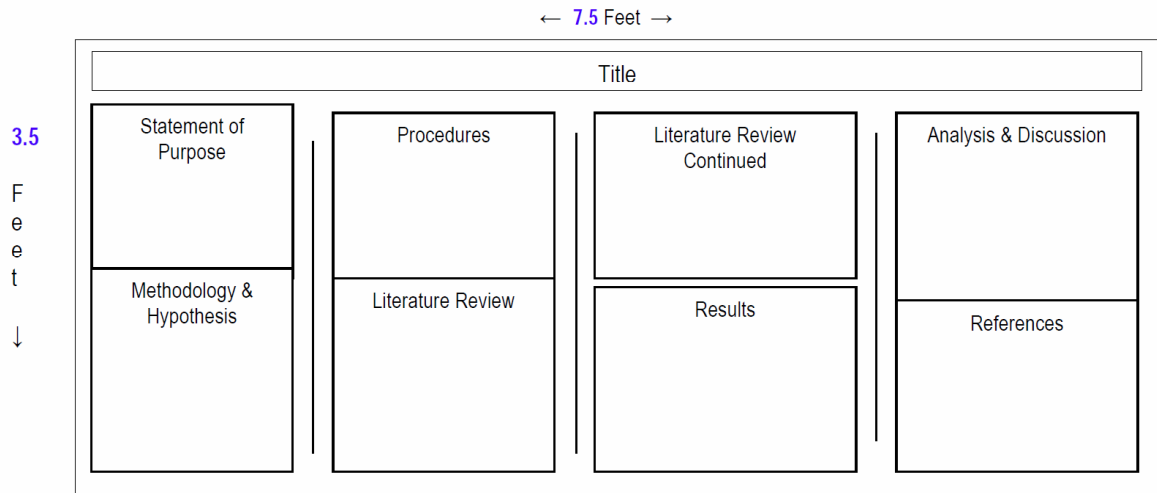 ← 7.5 Feet →
Title
3.5
F
e
e
t
↓
Statement of
Purpose
Methodology &
Hypothesis
Procedures
Literature Review
Literature Review
Continued
Results
Analysis & Discussion
References